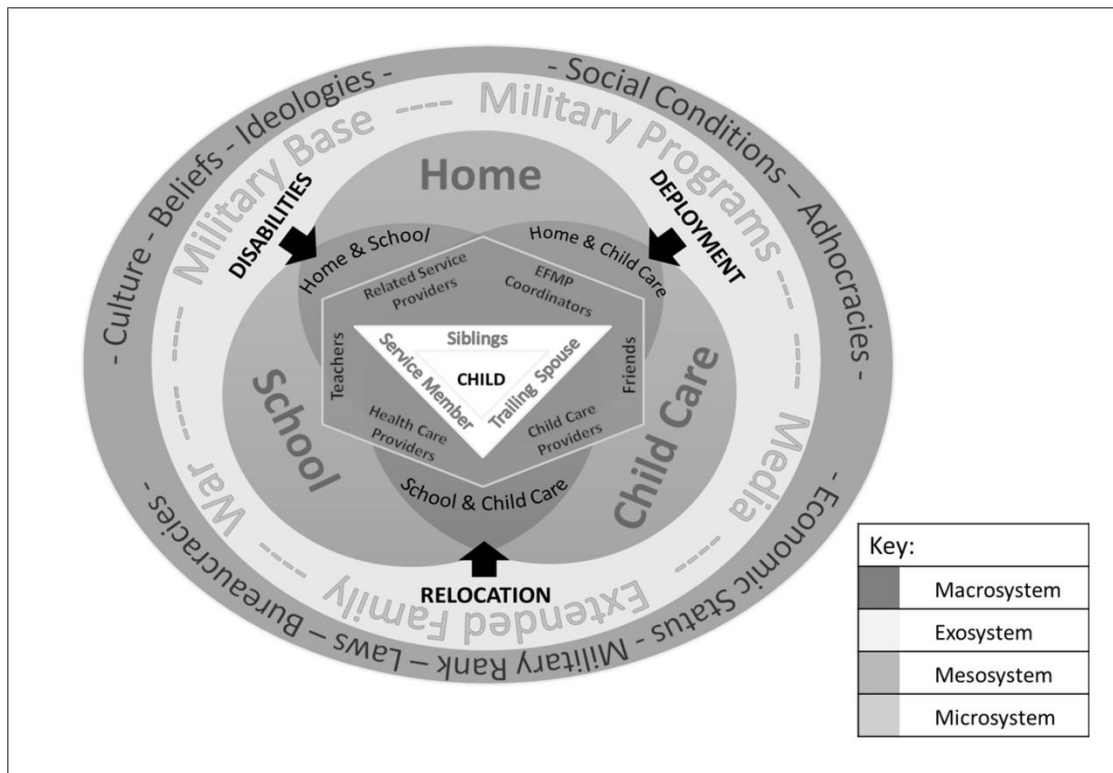 - Culture - Beliefs - Ideologies -
- Social Conditions – Adhocracies -
- Economic Status - Military Rank – Laws – Bureaucracies -
Military Base ---- Military Programs ---- Media ---- Extended Family ---- War ----
Home
DISABILITIES
DEPLOYMENT
Home & School
Home & Child Care
Related Service
Providers
EFMP
Coordinators
Teachers
Siblings
Friends
Service Member
CHILD
Trailing Spouse
School
Child Care
Health Care
Providers
Child Care
Providers
School & Child Care
RELOCATION
Key:
Macrosystem
Exosystem
Mesosystem
Microsystem